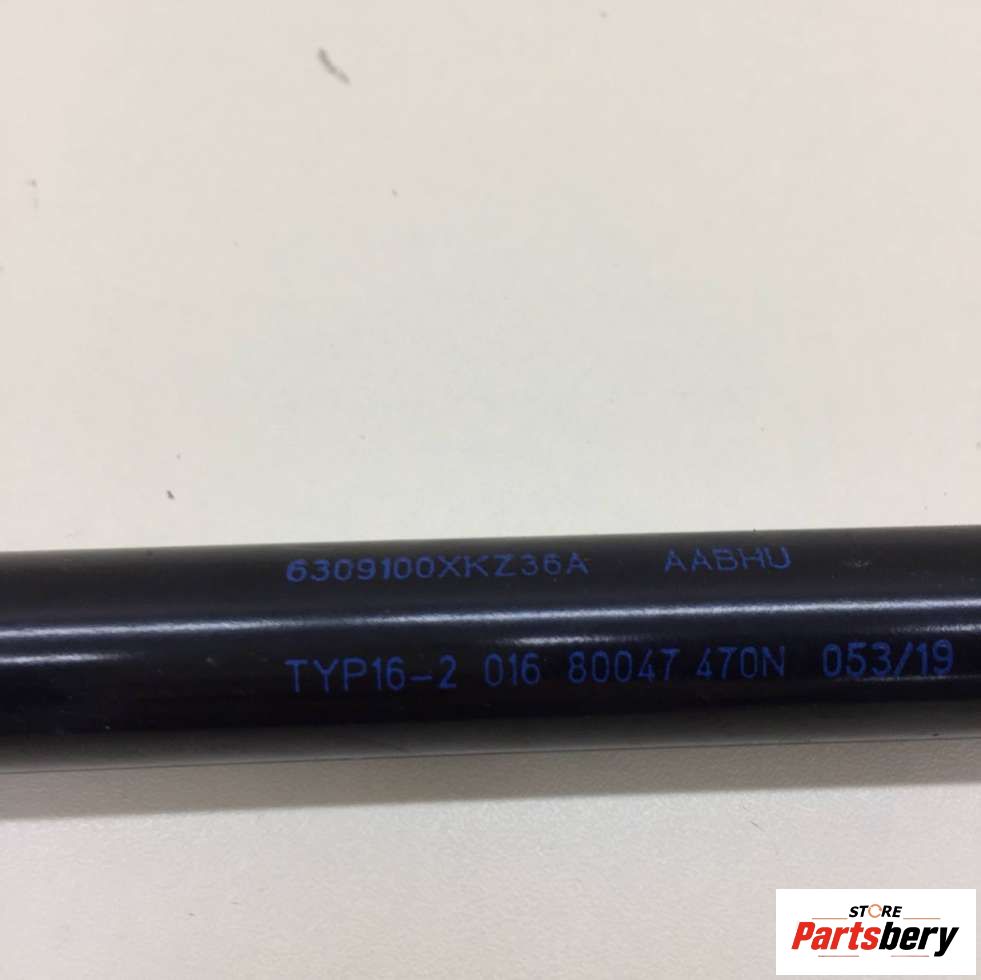 6309100XKZ36A AABHU
TYP16-2 016 80047 470N 053/19
STORE
Partsbery